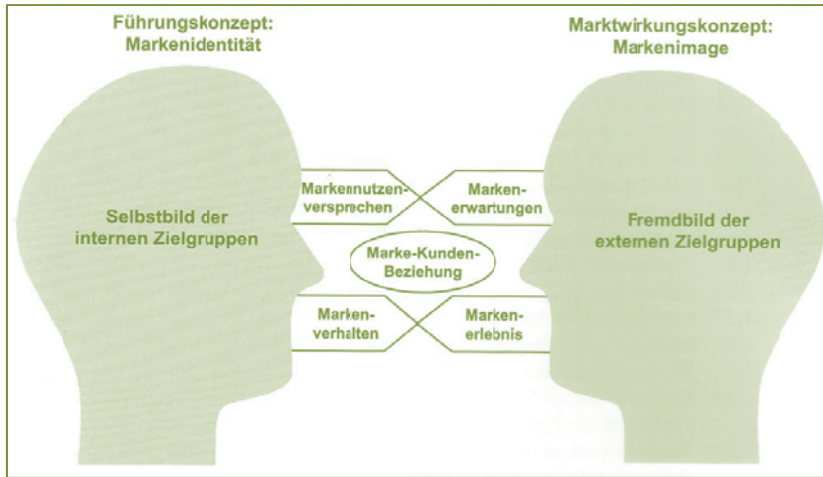 Führungskonzept:
Markenidentität
Marktwirkungskonzept:
Markenimage
Selbstbild der
internen Zielgruppen
Markennutzen-
versprechen
Marken-
erwartungen
Marke-Kunden-
Beziehung
Marken-
verhalten
Marken-
erlebnis
Fremdbild der
externen Zielgruppen